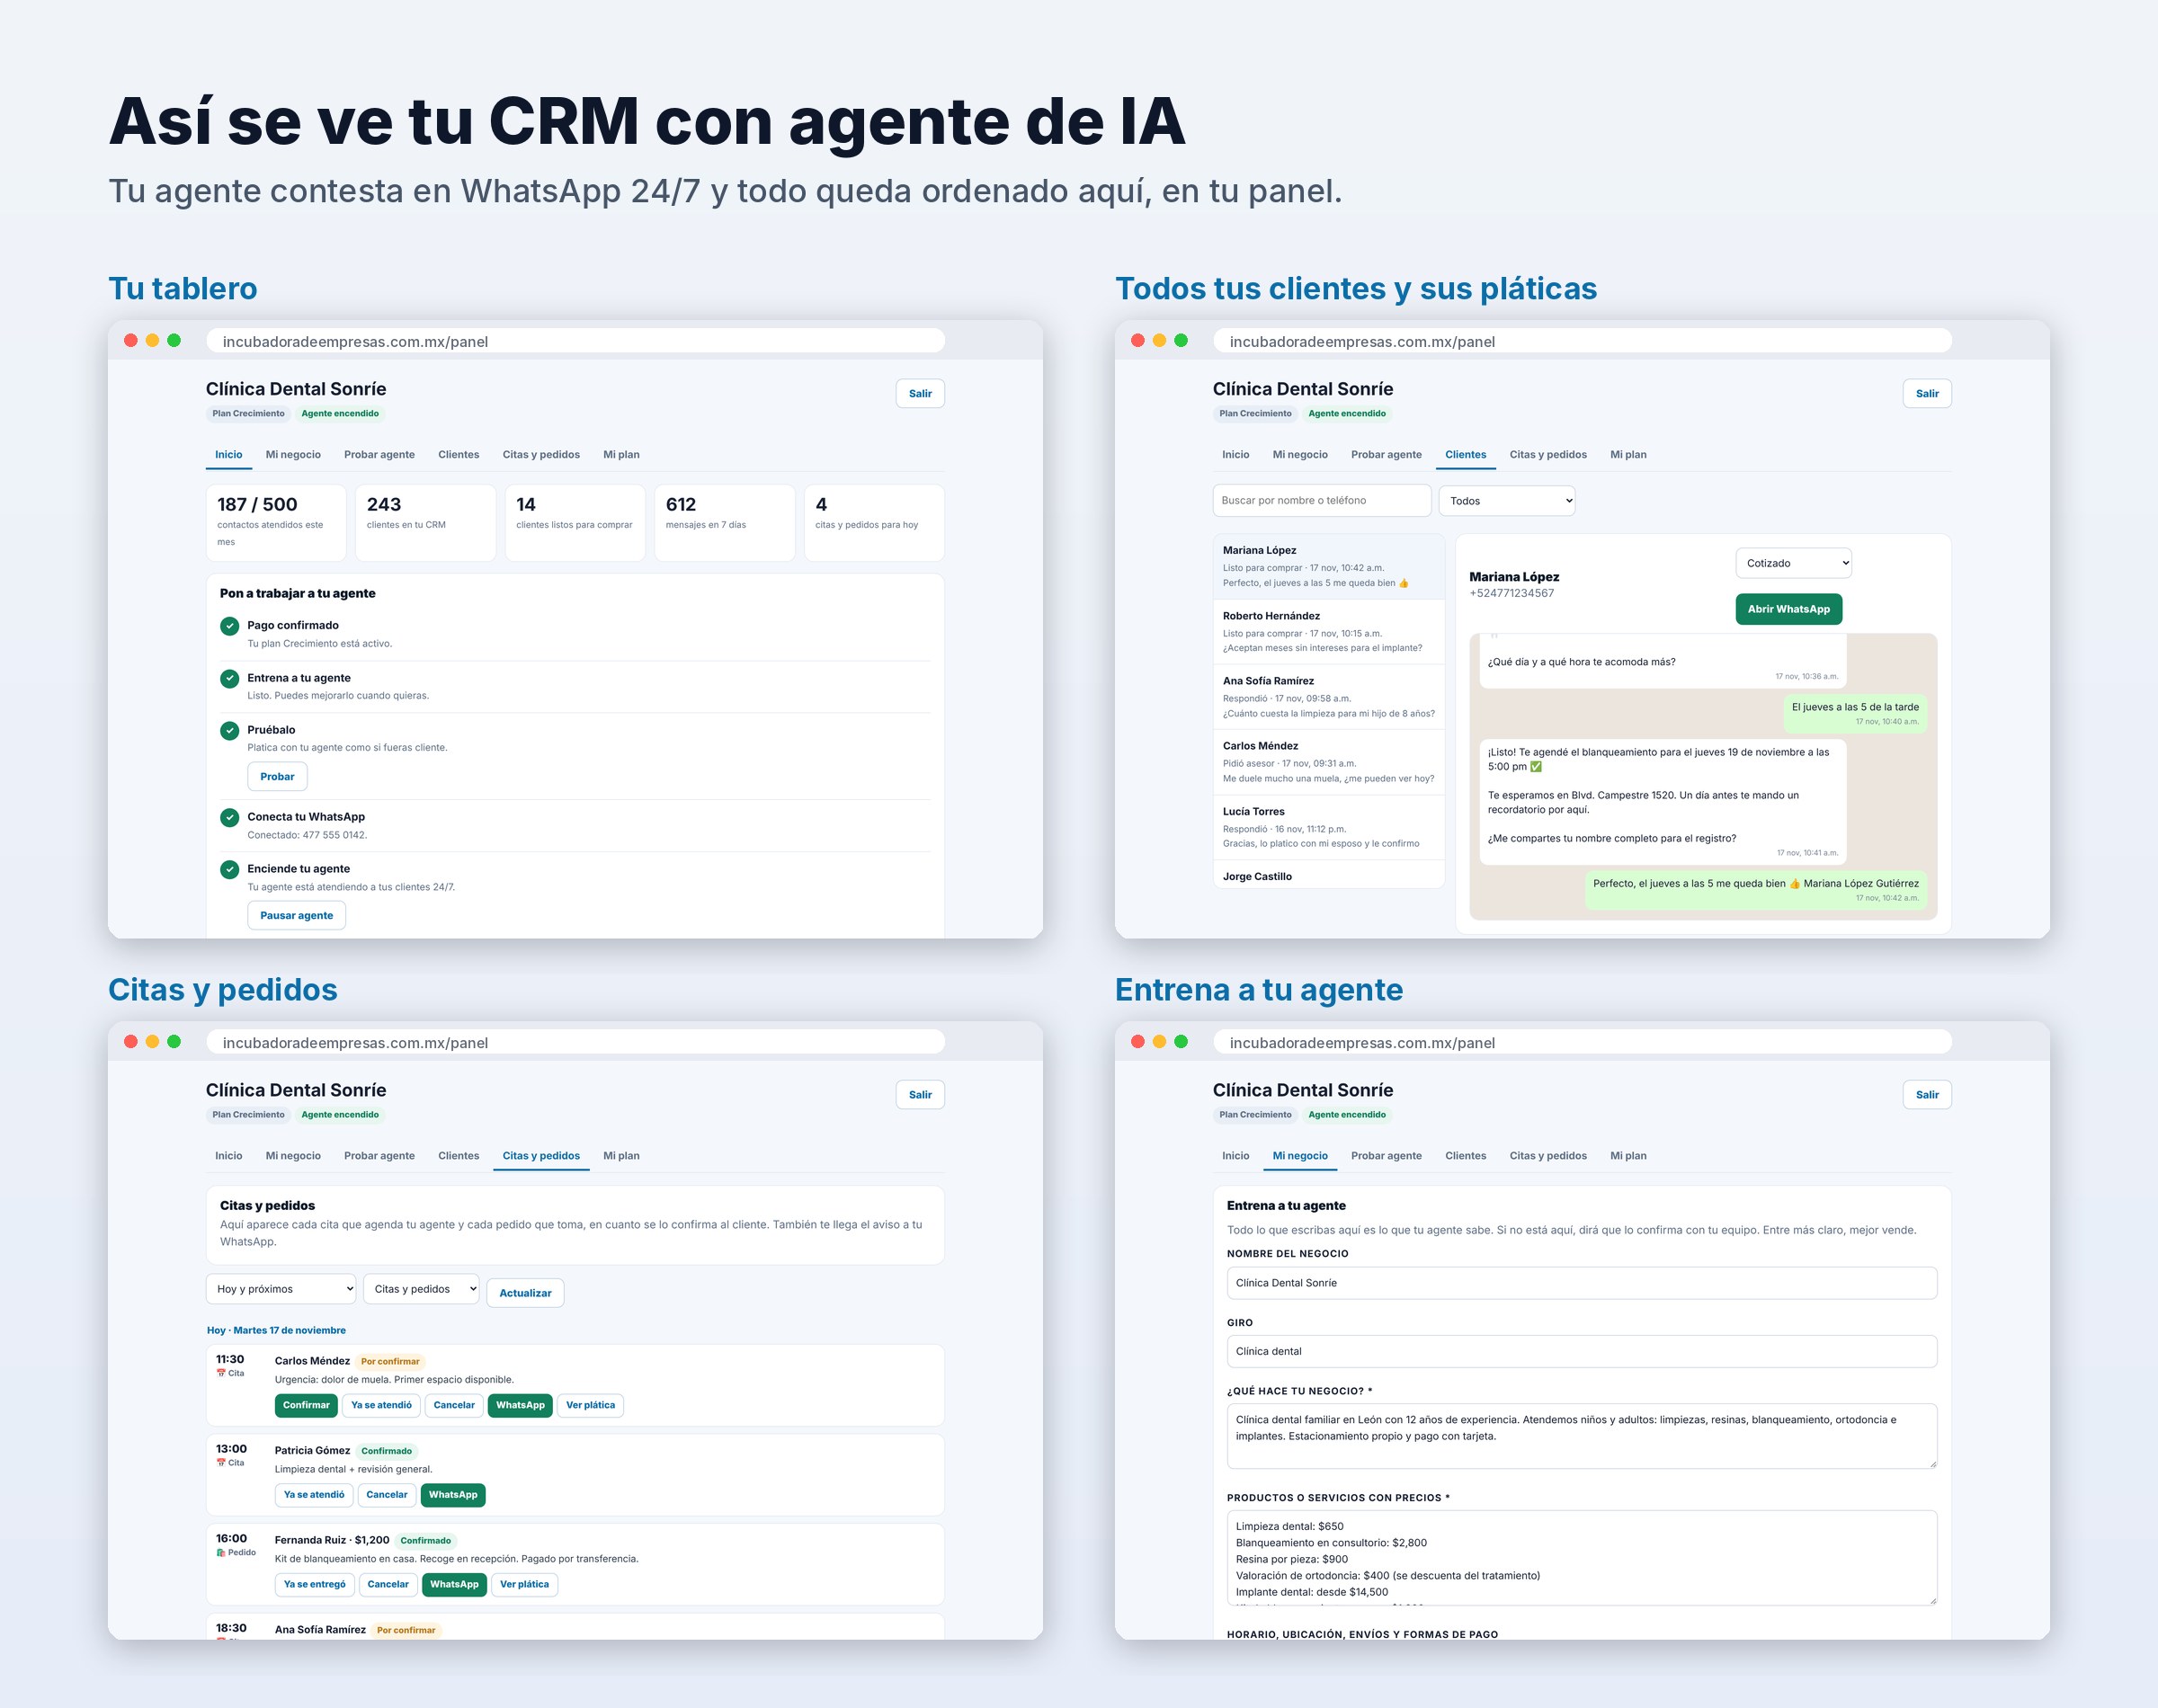 Así se ve tu CRM con agente de IA
Tu agente contesta en WhatsApp 24/7 y todo queda ordenado aquí, en tu panel.
Tu tablero
incubadoradeempresas.com.mx/panel
Clínica Dental Sonríe
Salir
Plan Crecimiento Agente encendido
Inicio Mi negocio Probar agente Clientes Citas y pedidos Mi plan
187 / 500
contactos atendidos este
mes
243
clientes en tu CRM
14
clientes listos para comprar
612
mensajes en 7 días
4
citas y pedidos para hoy
Pon a trabajar a tu agente
Pago confirmado
Tu plan Crecimiento está activo.
Entrena a tu agente
Listo. Puedes mejorarlo cuando quieras.
Pruébalo
Platica con tu agente como si fueras cliente.
Probar
Conecta tu WhatsApp
Conectado: 477 555 0142.
Enciende tu agente
Tu agente está atendiendo a tus clientes 24/7.
Pausar agente
Todos tus clientes y sus pláticas
incubadoradeempresas.com.mx/panel
Clínica Dental Sonríe
Salir
Plan Crecimiento Agente encendido
Inicio Mi negocio Probar agente Clientes Citas y pedidos Mi plan
Buscar por nombre o teléfono Todos
Mariana López
Listo para comprar · 17 nov, 10:42 a.m.
Perfecto, el jueves a las 5 me queda bien 👍
Roberto Hernández
Listo para comprar · 17 nov, 10:15 a.m.
¿Aceptan meses sin intereses para el implante?
Ana Sofía Ramírez
Respondió · 17 nov, 09:58 a.m.
¿Cuánto cuesta la limpieza para mi hijo de 8 años?
Carlos Méndez
Pidió asesor · 17 nov, 09:31 a.m.
Me duele mucho una muela, ¿me pueden ver hoy?
Lucía Torres
Respondió · 16 nov, 11:12 p.m.
Gracias, lo platico con mi esposo y le confirmo
Jorge Castillo
Mariana López
+524771234567
Cotizado
Abrir WhatsApp
¿Qué día y a qué hora te acomoda más?
17 nov, 10:36 a.m.
El jueves a las 5 de la tarde
17 nov, 10:40 a.m.
¡Listo! Te agendé el blanqueamiento para el jueves 19 de noviembre a las
5:00 pm ✅
Te esperamos en Blvd. Campestre 1520. Un día antes te mando un
recordatorio por aquí.
¿Me compartes tu nombre completo para el registro?
17 nov, 10:41 a.m.
Perfecto, el jueves a las 5 me queda bien 👍 Mariana López Gutiérrez
17 nov, 10:42 a.m.
Citas y pedidos
incubadoradeempresas.com.mx/panel
Clínica Dental Sonríe
Salir
Plan Crecimiento Agente encendido
Inicio Mi negocio Probar agente Clientes Citas y pedidos Mi plan
Citas y pedidos
Aquí aparece cada cita que agenda tu agente y cada pedido que toma, en cuanto se lo confirma al cliente. También te llega el aviso a tu
WhatsApp.
Hoy y próximos Citas y pedidos Actualizar
Hoy · Martes 17 de noviembre
11:30
Cita
Carlos Méndez Por confirmar
Urgencia: dolor de muela. Primer espacio disponible.
Confirmar Ya se atendió Cancelar WhatsApp Ver plática
13:00
Cita
Patricia Gómez Confirmado
Limpieza dental + revisión general.
Ya se atendió Cancelar WhatsApp
16:00
Pedido
Fernanda Ruiz · $1,200 Confirmado
Kit de blanqueamiento en casa. Recoge en recepción. Pagado por transferencia.
Ya se entregó Cancelar WhatsApp Ver plática
18:30
Ana Sofía Ramírez Por confirmar
Entrena a tu agente
incubadoradeempresas.com.mx/panel
Clínica Dental Sonríe
Salir
Plan Crecimiento Agente encendido
Inicio Mi negocio Probar agente Clientes Citas y pedidos Mi plan
Entrena a tu agente
Todo lo que escribas aquí es lo que tu agente sabe. Si no está aquí, dirá que lo confirma con tu equipo. Entre más claro, mejor vende.
NOMBRE DEL NEGOCIO
Clínica Dental Sonríe
GIRO
Clínica dental
¿QUÉ HACE TU NEGOCIO? *
Clínica dental familiar en León con 12 años de experiencia. Atendemos niños y adultos: limpiezas, resinas, blanqueamiento, ortodoncia e
implantes. Estacionamiento propio y pago con tarjeta.
PRODUCTOS O SERVICIOS CON PRECIOS *
Limpieza dental: $650
Blanqueamiento en consultorio: $2,800
Resina por pieza: $900
Valoración de ortodoncia: $400 (se descuenta del tratamiento)
Implante dental: desde $14,500
HORARIO, UBICACIÓN, ENVÍOS Y FORMAS DE PAGO